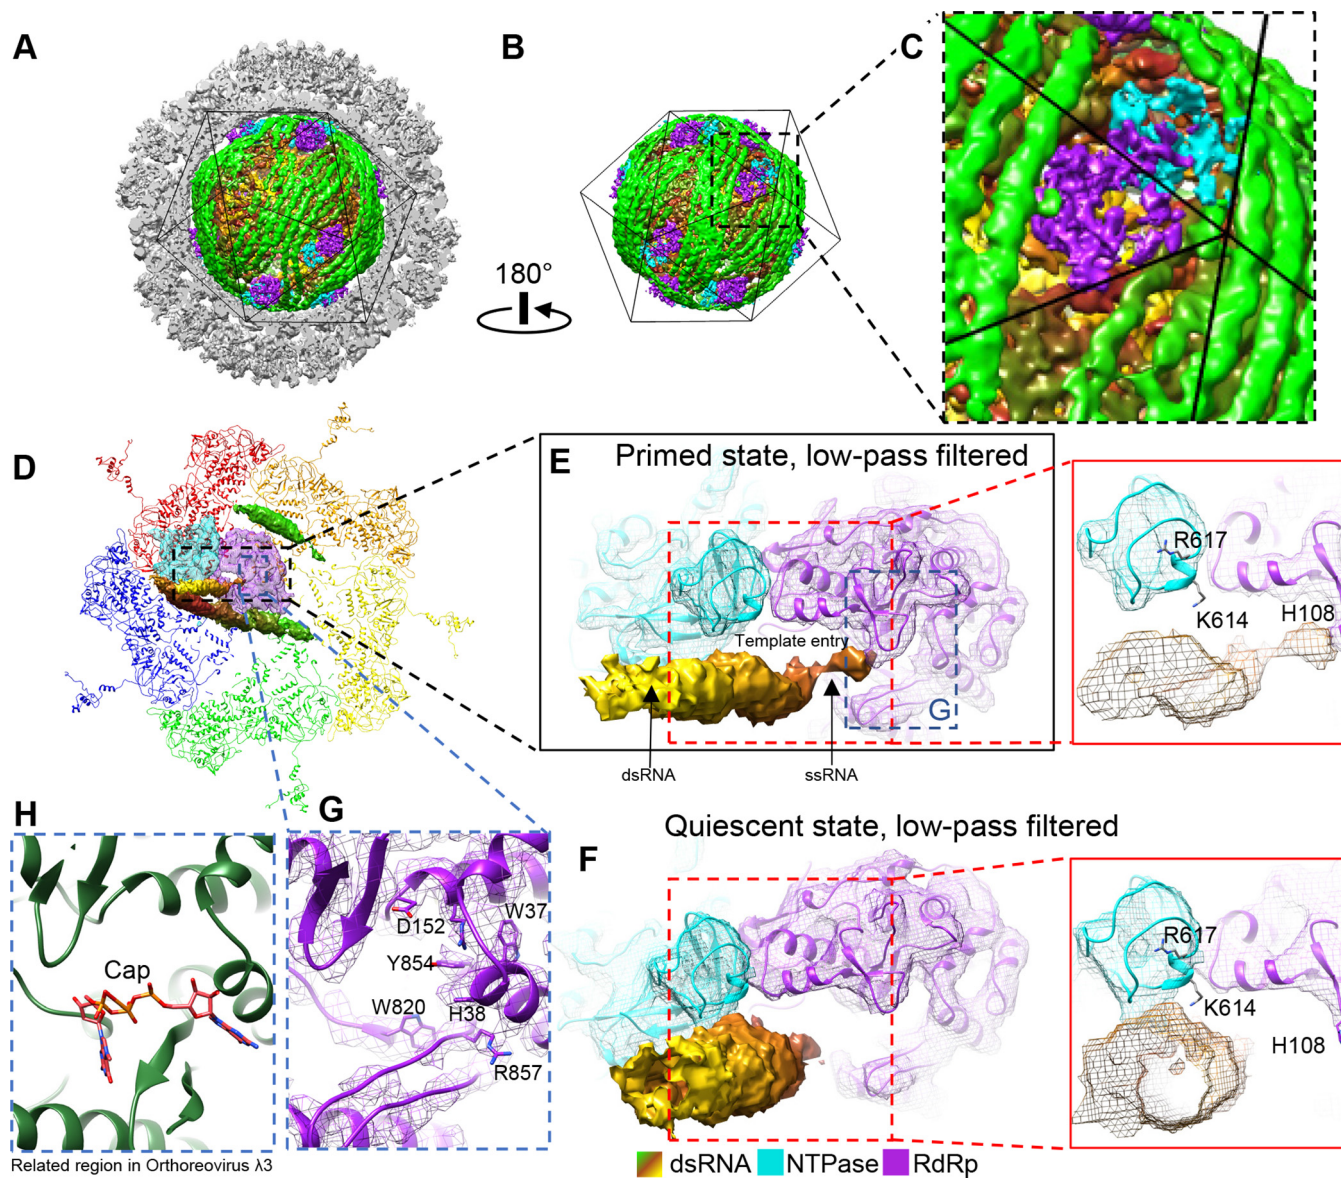 A
B
C
180°
D
E
Primed state, low-pass filtered
Template entry
G
dsRNA
ssRNA
R617
K614
H108
H
G
Cap
D152
W37
Y854
W820
H38
R857
Related region in Orthoreovirus λ3
Quiescent state, low-pass filtered
F
R617
K614
H108
dsRNA
NTPase
RdRp